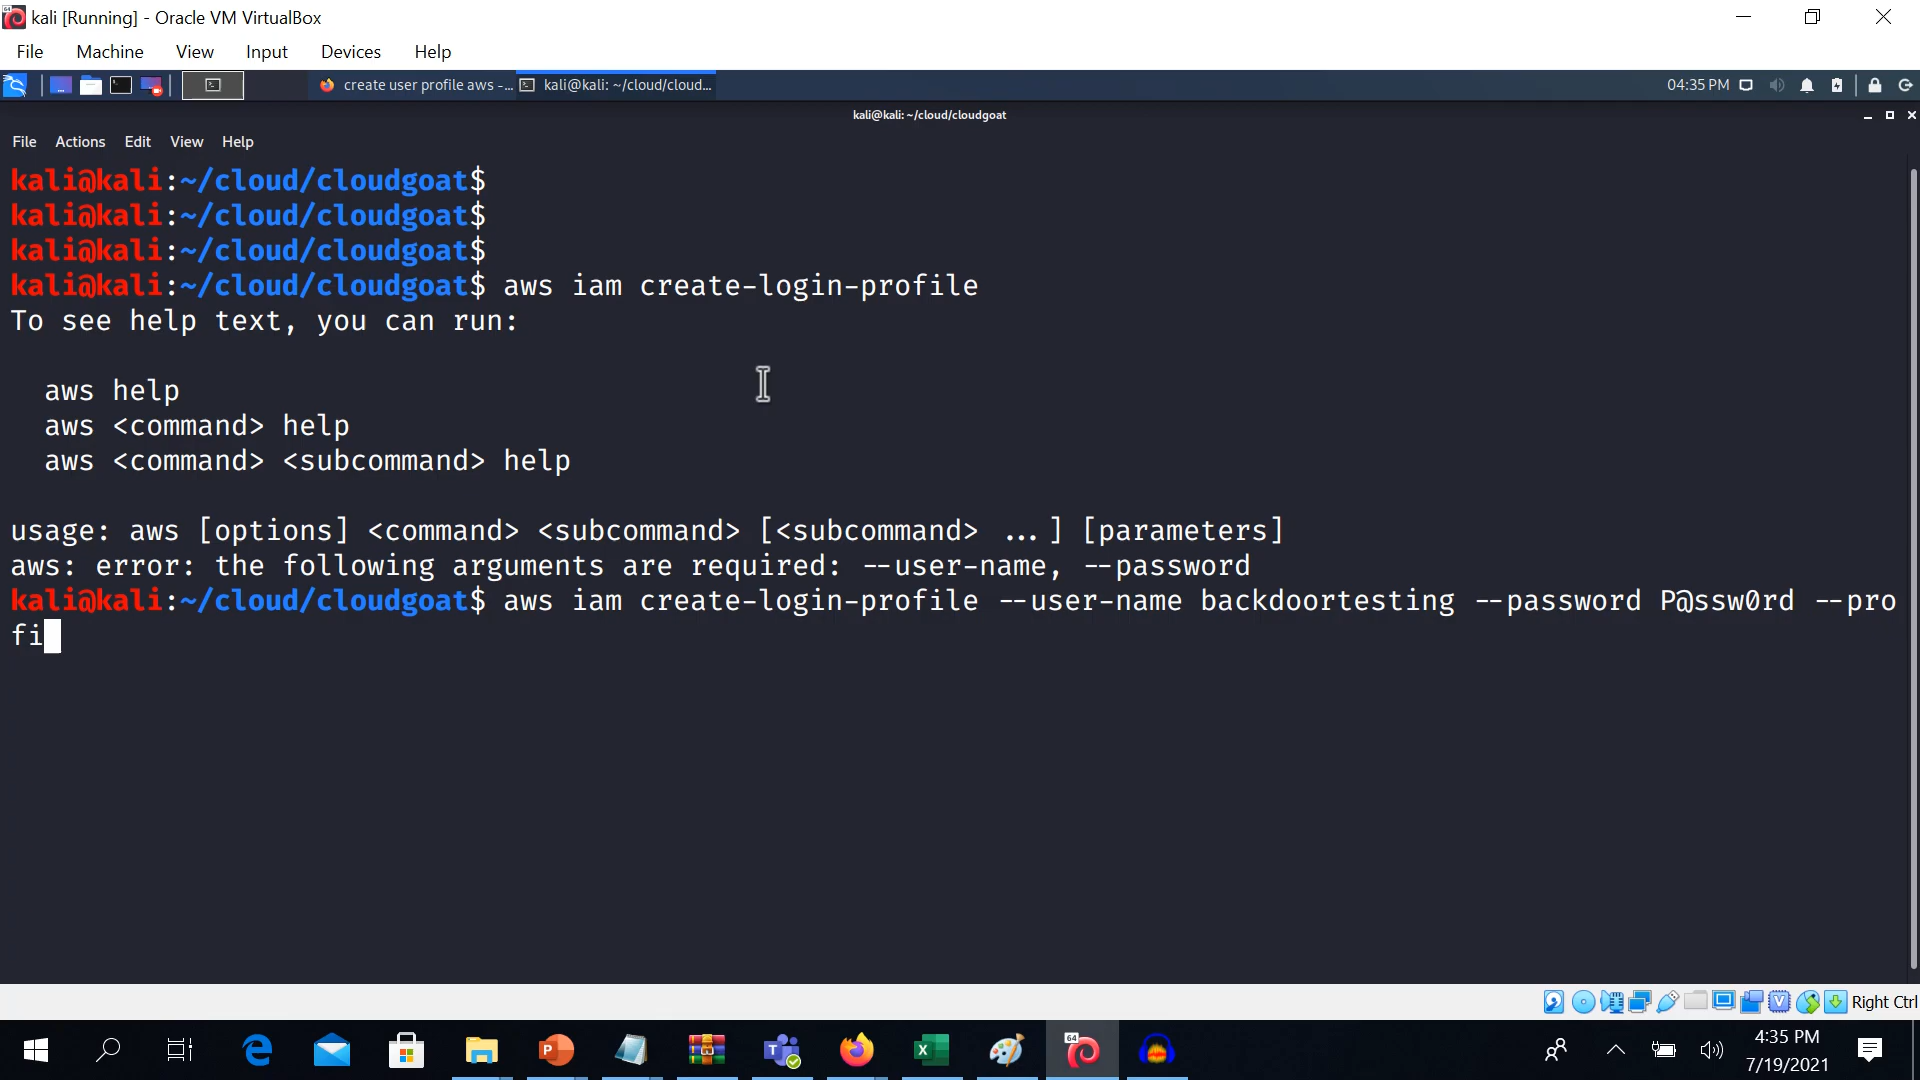 kali [Running] - Oracle VM VirtualBox
File Machine View Input Devices Help
create user profile aws -... kali@kali: ~/cloud/cloud... 04:35 PM
kali@kali: ~/cloud/cloudgoat
File Actions Edit View Help
kali@kali:~/cloud/cloudgoat$
kali@kali:~/cloud/cloudgoat$
kali@kali:~/cloud/cloudgoat$
kali@kali:~/cloud/cloudgoat$ aws iam create-login-profile
To see help text, you can run:
aws help
aws <command> help
aws <command> <subcommand> help
usage: aws [options] <command> <subcommand> [<subcommand> ...] [parameters]
aws: error: the following arguments are required: --user-name, --password
kali@kali:~/cloud/cloudgoat$ aws iam create-login-profile --user-name backdoortesting --password P@ssw0rd --pro
fi
Right Ctrl
4:35 PM
7/19/2021